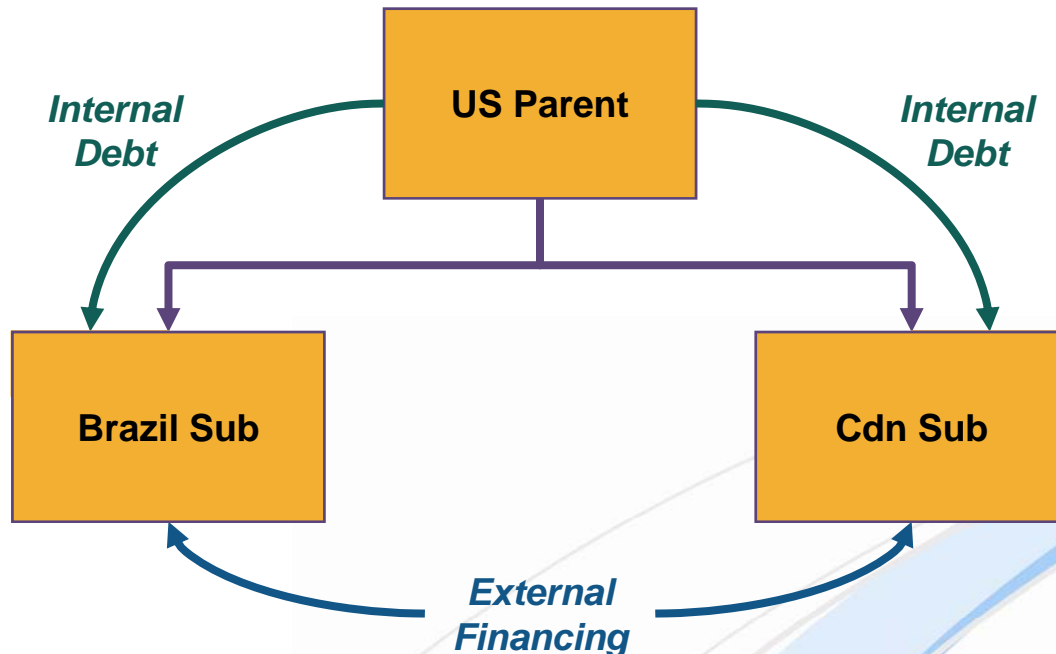 US Parent
Internal
Debt
Internal
Debt
Brazil Sub
Cdn Sub
External
Financing